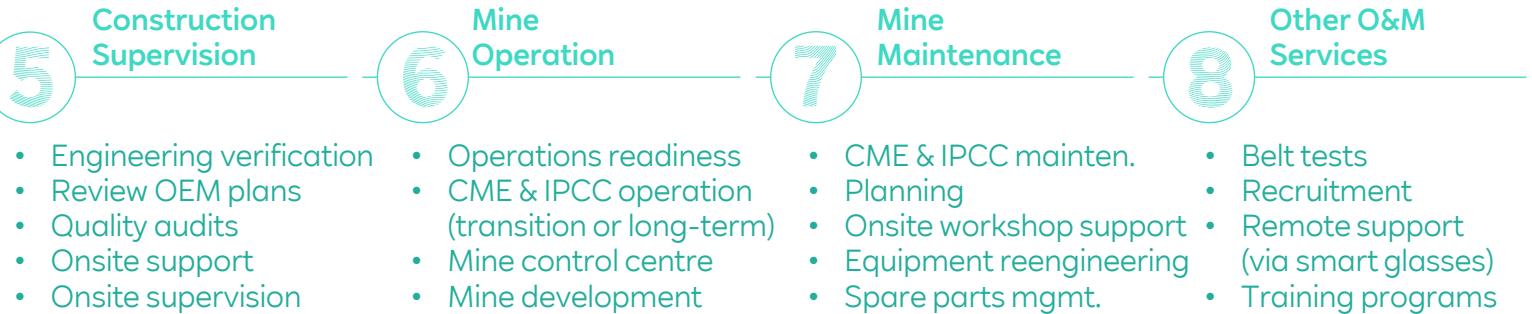 5
Construction
Supervision
• Engineering verification
• Review OEM plans
• Quality audits
• Onsite support
• Onsite supervision
6
Mine
Operation
• Operations readiness
• CME & IPCC operation
(transition or long-term)
• Mine control centre
• Mine development
7
Mine
Maintenance
• CME & IPCC mainten.
• Planning
• Onsite workshop support
• Equipment reengineering
• Spare parts mgmt.
8
Other O&M
Services
• Belt tests
• Recruitment
• Remote support
(via smart glasses)
• Training programs